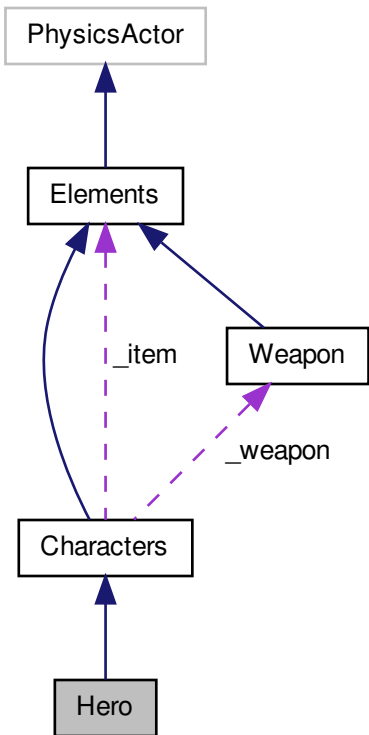 PhysicsActor
Elements
_item
Weapon
_weapon
Characters
Hero